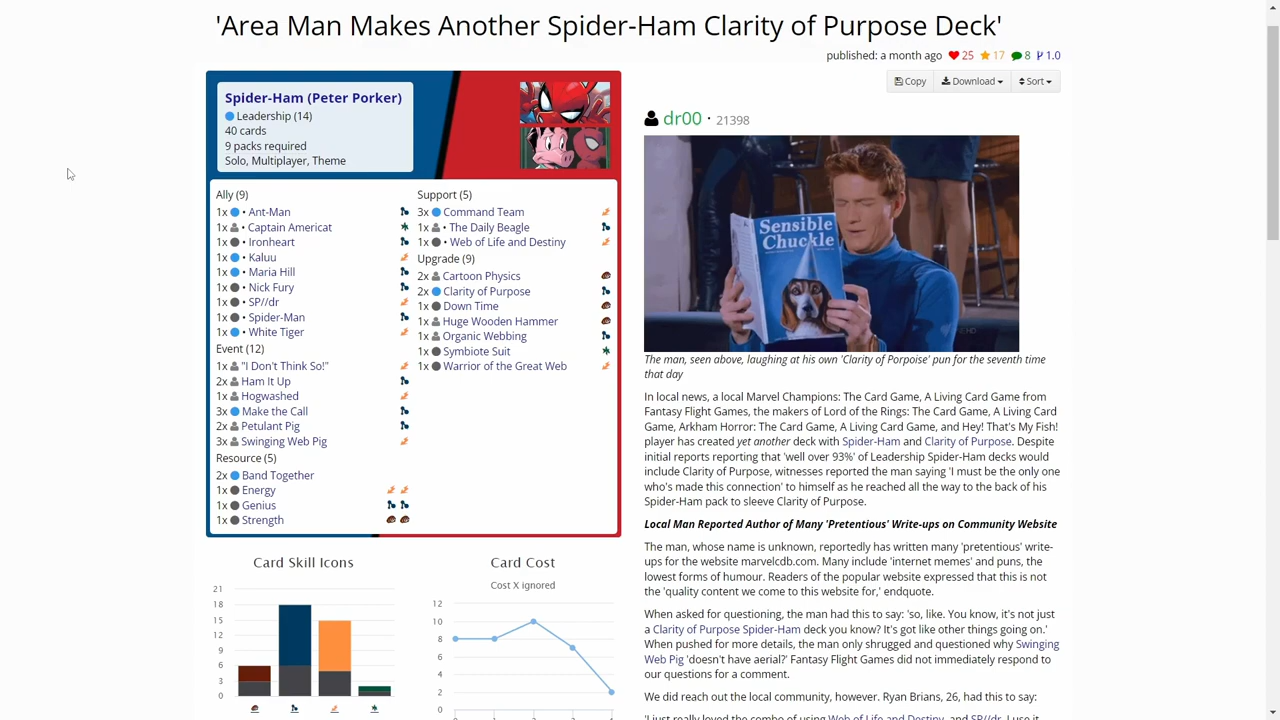 'Area Man Makes Another Spider-Ham Clarity of Purpose Deck'
published: a month ago 25 17 8 1.0
Copy Download Sort
Spider-Ham (Peter Porker)
Leadership (14)
40 cards
9 packs required
Solo, Multiplayer, Theme
Ally (9)
1x • Ant-Man
1x • Captain Americat
1x • Ironheart
1x • Kaluu
1x • Maria Hill
1x • Nick Fury
1x • SP//dr
1x • Spider-Man
1x • White Tiger
Event (12)
1x "I Don't Think So!"
2x Ham It Up
1x Hogwashed
3x Make the Call
2x Petulant Pig
3x Swinging Web Pig
Resource (5)
2x Band Together
1x Energy
1x Genius
1x Strength
Support (5)
3x Command Team
1x • The Daily Beagle
1x • Web of Life and Destiny
Upgrade (9)
2x Cartoon Physics
2x Clarity of Purpose
1x Down Time
1x Huge Wooden Hammer
1x Organic Webbing
1x Symbiote Suit
1x Warrior of the Great Web
Card Skill Icons
21
18
15
12
9
6
3
0
Card Cost
Cost X ignored
12
10
8
6
4
2
0
dr00 · 21398
Sensible
Chuckle
The man, seen above, laughing at his own 'Clarity of Porpoise' pun for the seventh time
that day
In local news, a local Marvel Champions: The Card Game, A Living Card Game from
Fantasy Flight Games, the makers of Lord of the Rings: The Card Game, A Living Card
Game, Arkham Horror: The Card Game, A Living Card Game, and Hey! That's My Fish!
player has created yet another deck with Spider-Ham and Clarity of Purpose. Despite
initial reports reporting that 'well over 93%' of Leadership Spider-Ham decks would
include Clarity of Purpose, witnesses reported the man saying 'I must be the only one
who's made this connection' to himself as he reached all the way to the back of his
Spider-Ham pack to sleeve Clarity of Purpose.
Local Man Reported Author of Many 'Pretentious' Write-ups on Community Website
The man, whose name is unknown, reportedly has written many 'pretentious' write-
ups for the website marvelcdb.com. Many include 'internet memes' and puns, the
lowest forms of humour. Readers of the popular website expressed that this is not
the 'quality content we come to this website for,' endquote.
When asked for questioning, the man had this to say: 'so, like. You know, it's not just
a Clarity of Purpose Spider-Ham deck you know? It's got like other things going on.'
When pushed for more details, the man only shrugged and questioned why Swinging
Web Pig 'doesn't have aerial?' Fantasy Flight Games did not immediately respond to
our questions for a comment.
We did reach out the local community, however. Ryan Brians, 26, had this to say:
'I just really loved the combo of using Web of Life and Destiny, and SP//dr. I use it